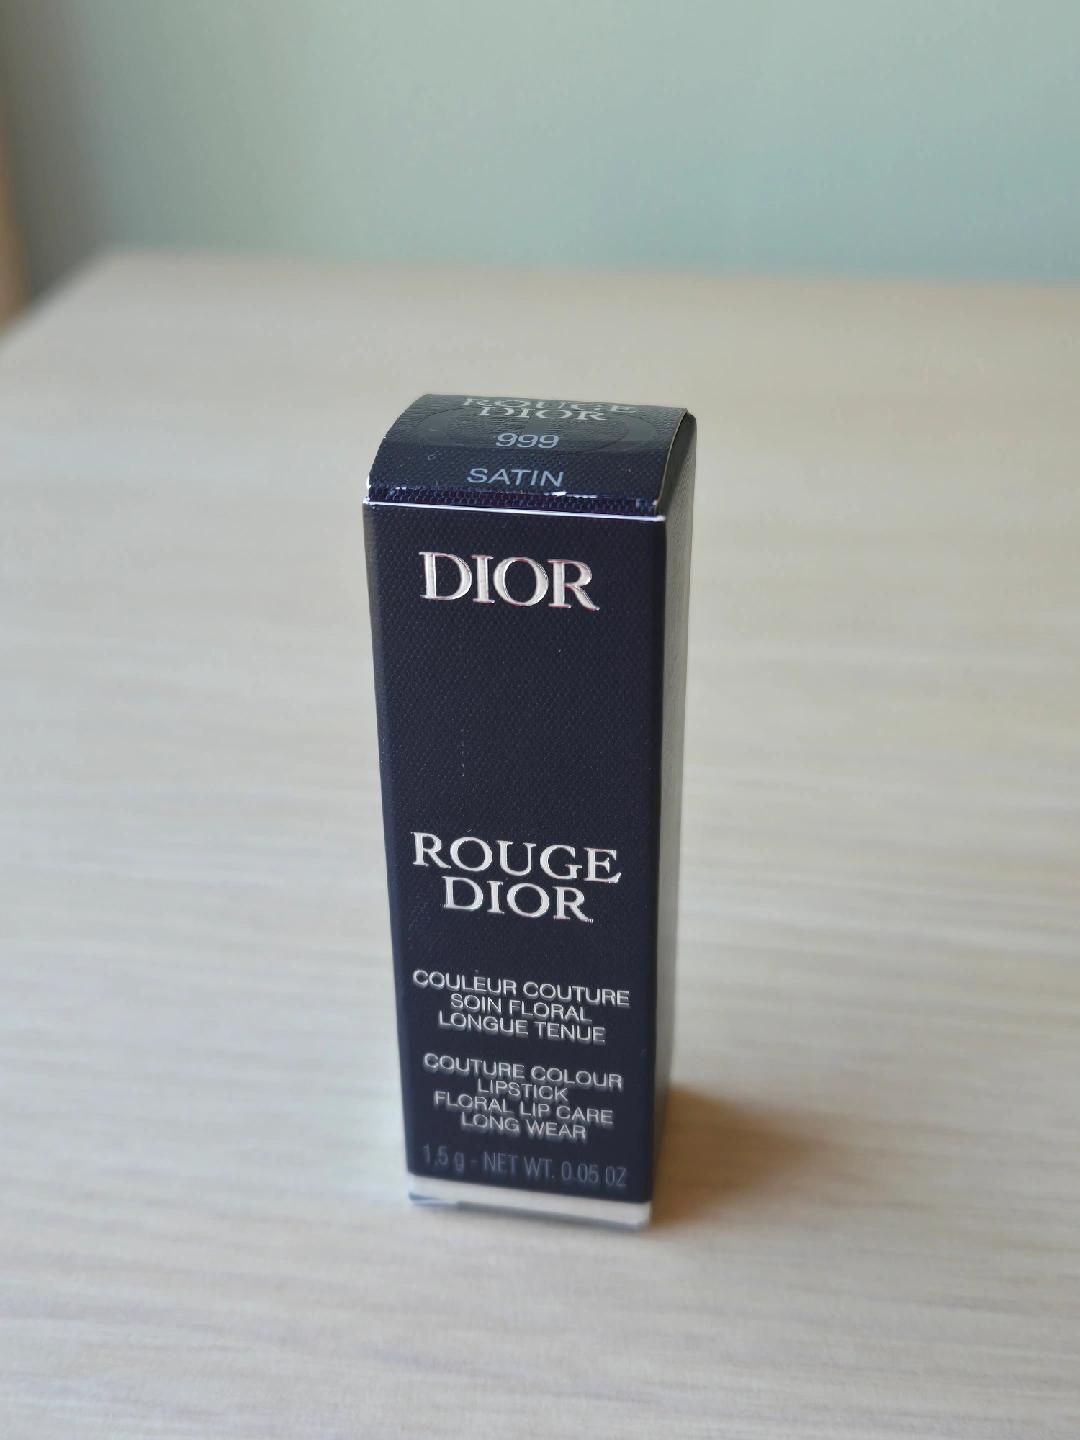 ROUGE
DIOR
999
SATIN
DIOR
ROUGE
DIOR
COULEUR COUTURE
SOIN FLORAL
LONGUE TENUE
COUTURE COLOUR
LIPSTICK
FLORAL LIP CARE
LONG WEAR
1,5 g - NET WT. 0.05 OZ